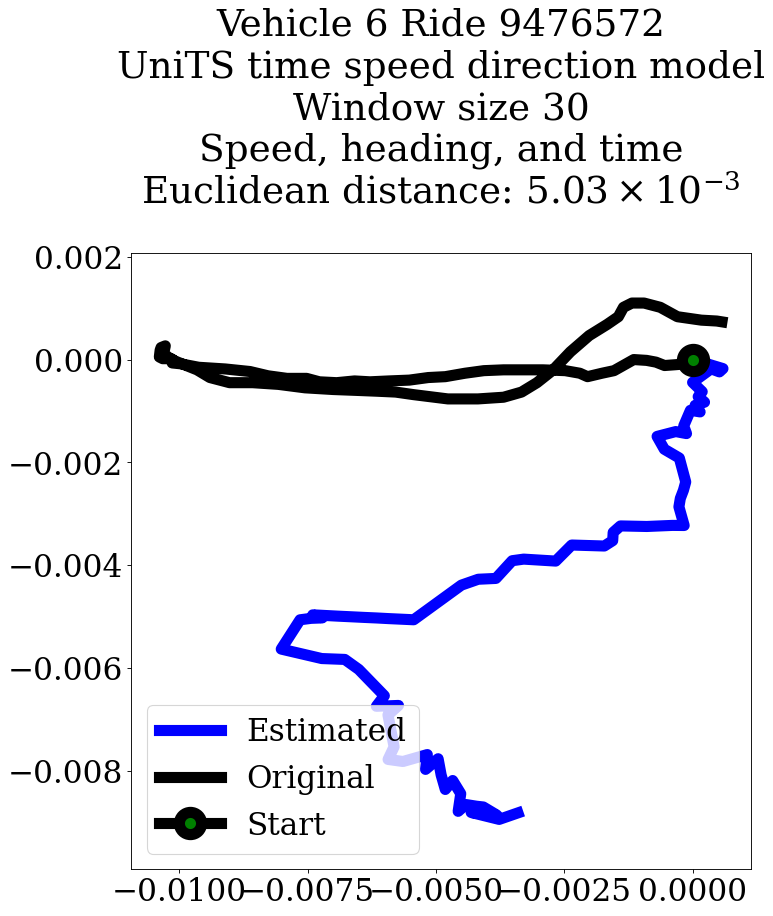 Vehicle 6 Ride 9476572
UniTS time speed direction model
Window size 30
Speed, heading, and time
Euclidean distance: 5.03 × 10⁻³
0.002
0.000
−0.002
−0.004
−0.006
−0.008
Estimated
Original
Start
−0.0100 −0.0075 −0.0050 −0.0025 0.0000